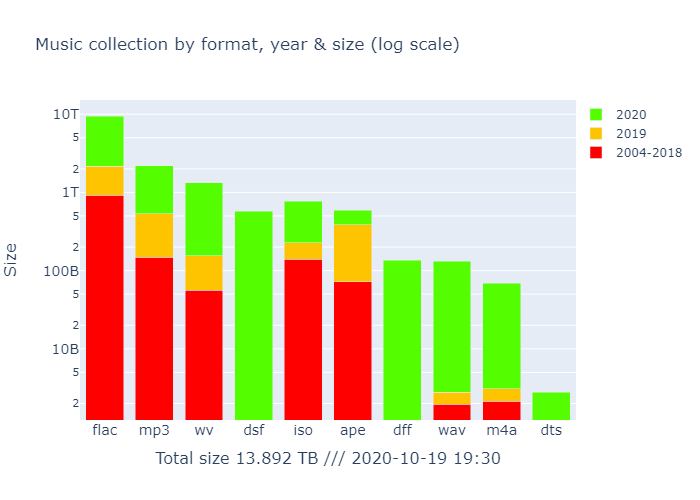 Music collection by format, year & size (log scale)
10T
5
2
1T
5
2
100B
5
2
10B
5
2
Size
flac mp3 wv dsf iso ape dff wav m4a dts
Total size 13.892 TB /// 2020-10-19 19:30
2020
2019
2004-2018